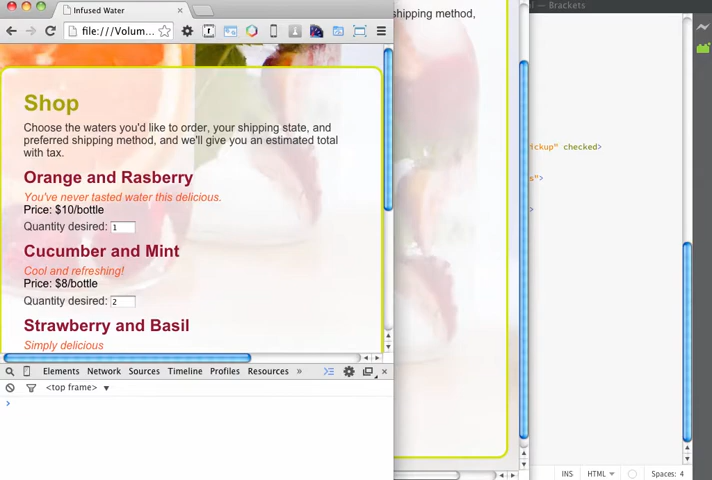 Infused Water
— Brackets
file:///Volum...
shipping method,
Shop
Choose the waters you'd like to order, your shipping state, and
preferred shipping method, and we'll give you an estimated total
with tax.
ickup" checked>
Orange and Rasberry
s">
You've never tasted water this delicious.
Price: $10/bottle
>
Quantity desired: 1
Cucumber and Mint
Cool and refreshing!
Price: $8/bottle
Quantity desired: 2
Strawberry and Basil
Simply delicious
Elements Network Sources Timeline Profiles Resources »
<top frame> ▼
>
INS HTML ▼ Spaces: 4